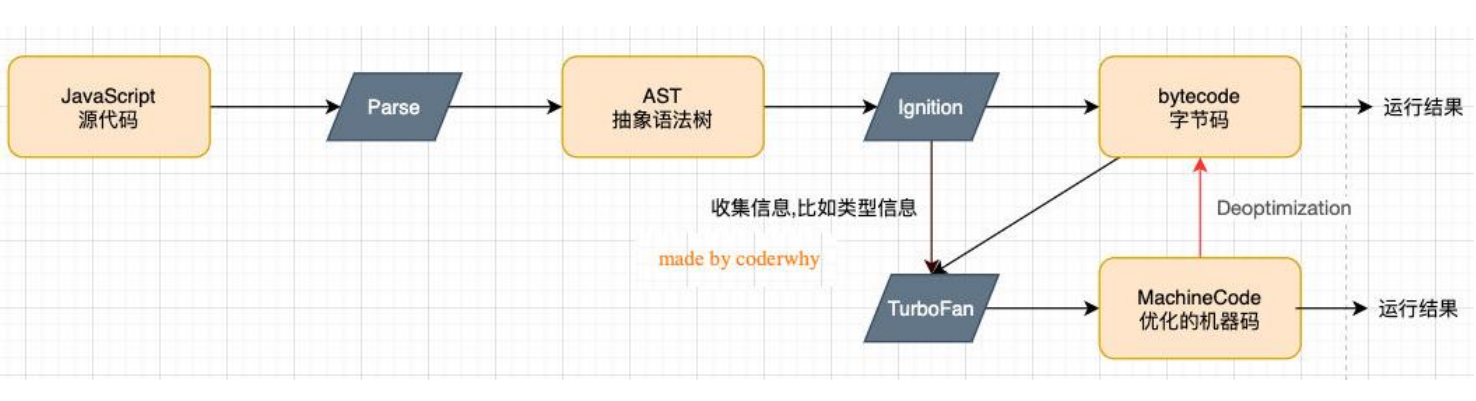 JavaScript
源代码
Parse
AST
抽象语法树
Ignition
bytecode
字节码
运行结果
收集信息,比如类型信息
Deoptimization
made by coderwhy
TurboFan
MachineCode
优化的机器码
运行结果